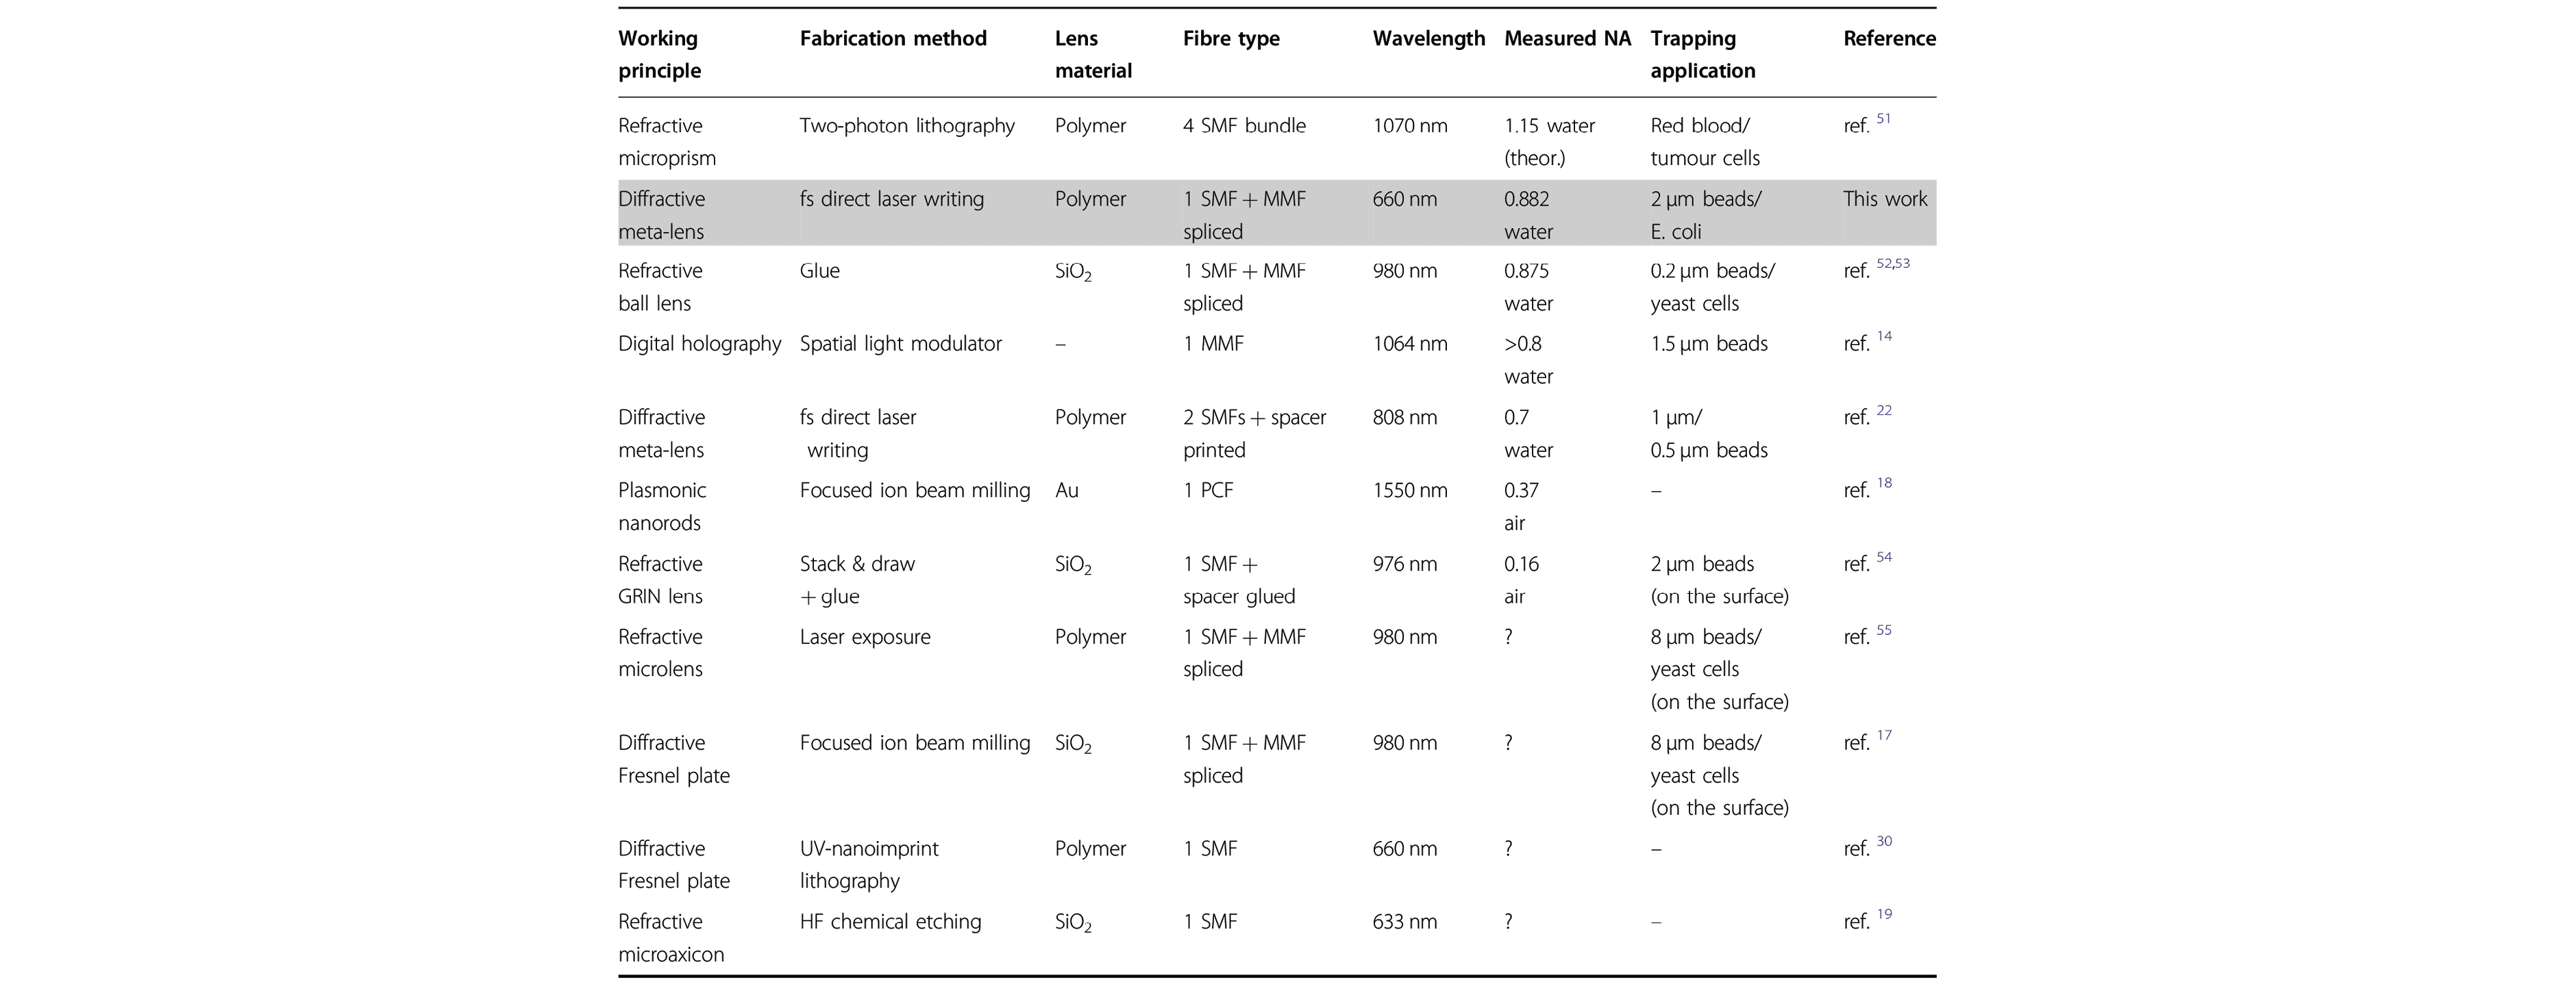 Working Fabrication method Lens Fibre type Wavelength Measured NA Trapping Reference
principle material application
Refractive Two-photon lithography Polymer 4 SMF bundle 1070 nm 1.15 water Red blood/ ref. 51
microprism (theor.) tumour cells
Diffractive fs direct laser writing Polymer 1 SMF + MMF 660 nm 0.882 2 µm beads/ This work
meta-lens spliced water E. coli
Refractive Glue SiO2 1 SMF + MMF 980 nm 0.875 0.2 µm beads/ ref. 52,53
ball lens spliced water yeast cells
Digital holography Spatial light modulator – 1 MMF 1064 nm >0.8 1.5 µm beads ref. 14
water
Diffractive fs direct laser Polymer 2 SMFs + spacer 808 nm 0.7 1 µm/ ref. 22
meta-lens writing printed water 0.5 µm beads
Plasmonic Focused ion beam milling Au 1 PCF 1550 nm 0.37 – ref. 18
nanorods air
Refractive Stack & draw SiO2 1 SMF + 976 nm 0.16 2 µm beads ref. 54
GRIN lens + glue spacer glued air (on the surface)
Refractive Laser exposure Polymer 1 SMF + MMF 980 nm ? 8 µm beads/ ref. 55
microlens spliced yeast cells
(on the surface)
Diffractive Focused ion beam milling SiO2 1 SMF + MMF 980 nm ? 8 µm beads/ ref. 17
Fresnel plate spliced yeast cells
(on the surface)
Diffractive UV-nanoimprint Polymer 1 SMF 660 nm ? – ref. 30
Fresnel plate lithography
Refractive HF chemical etching SiO2 1 SMF 633 nm ? – ref. 19
microaxicon